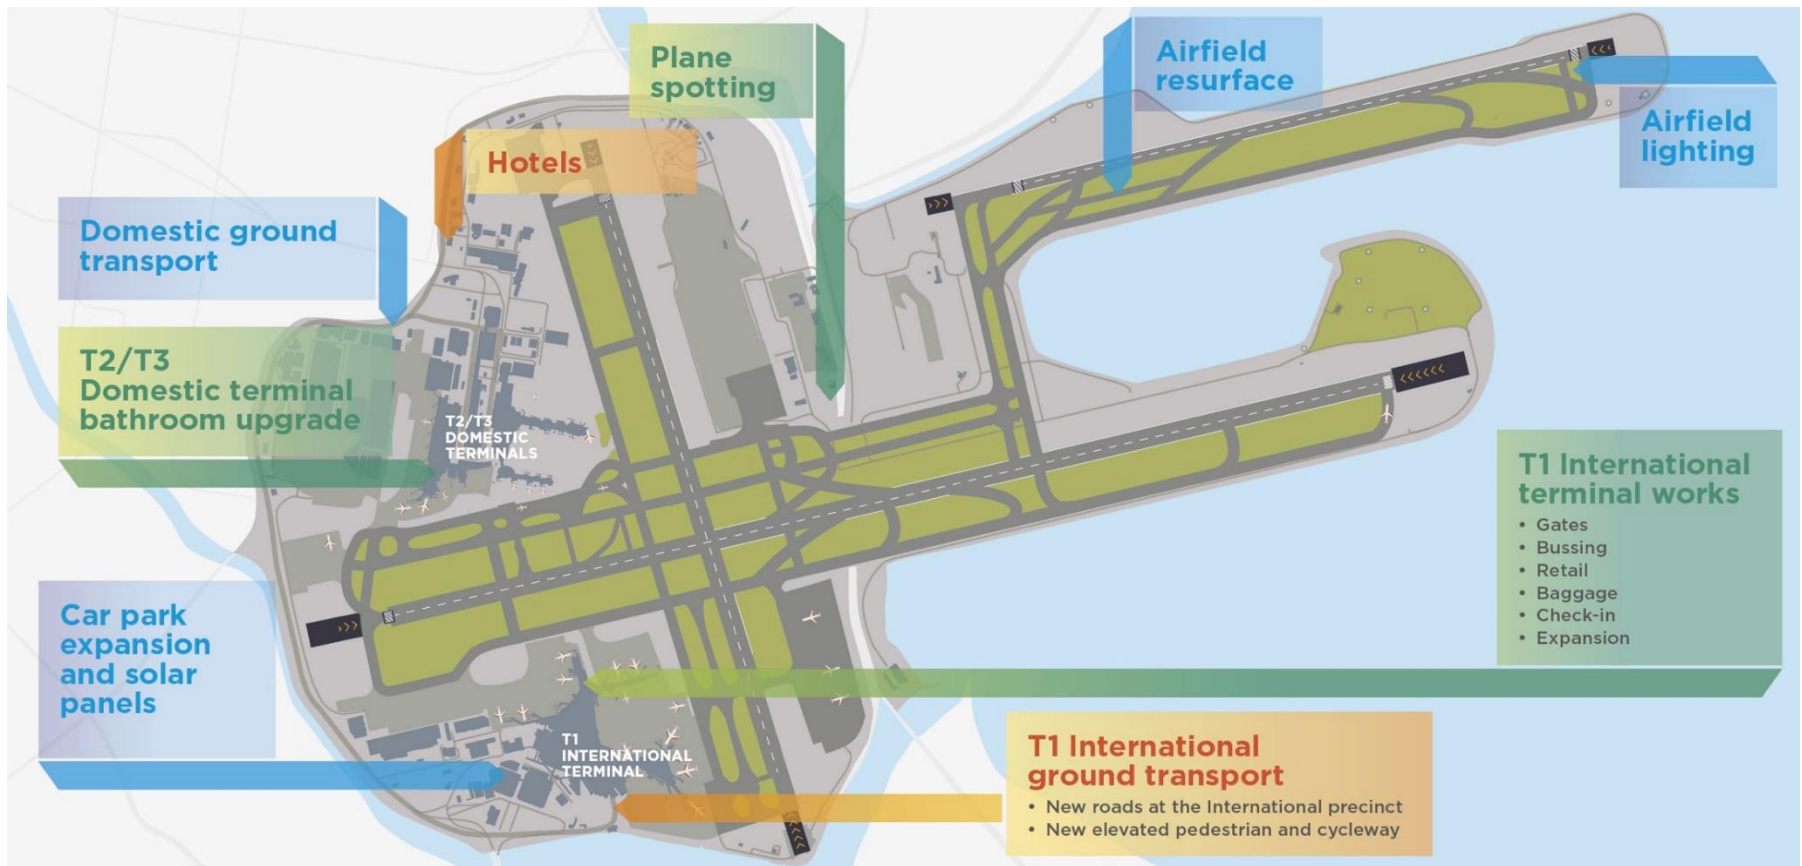 Plane
spotting
Airfield
resurface
Airfield
lighting
Hotels
Domestic ground
transport
T2/T3
Domestic terminal
bathroom upgrade
T2/T3
DOMESTIC
TERMINALS
T1 International
terminal works
• Gates
• Bussing
• Retail
• Baggage
• Check-in
• Expansion
Car park
expansion
and solar
panels
T1
INTERNATIONAL
TERMINAL
T1 International
ground transport
• New roads at the International precinct
• New elevated pedestrian and cycleway